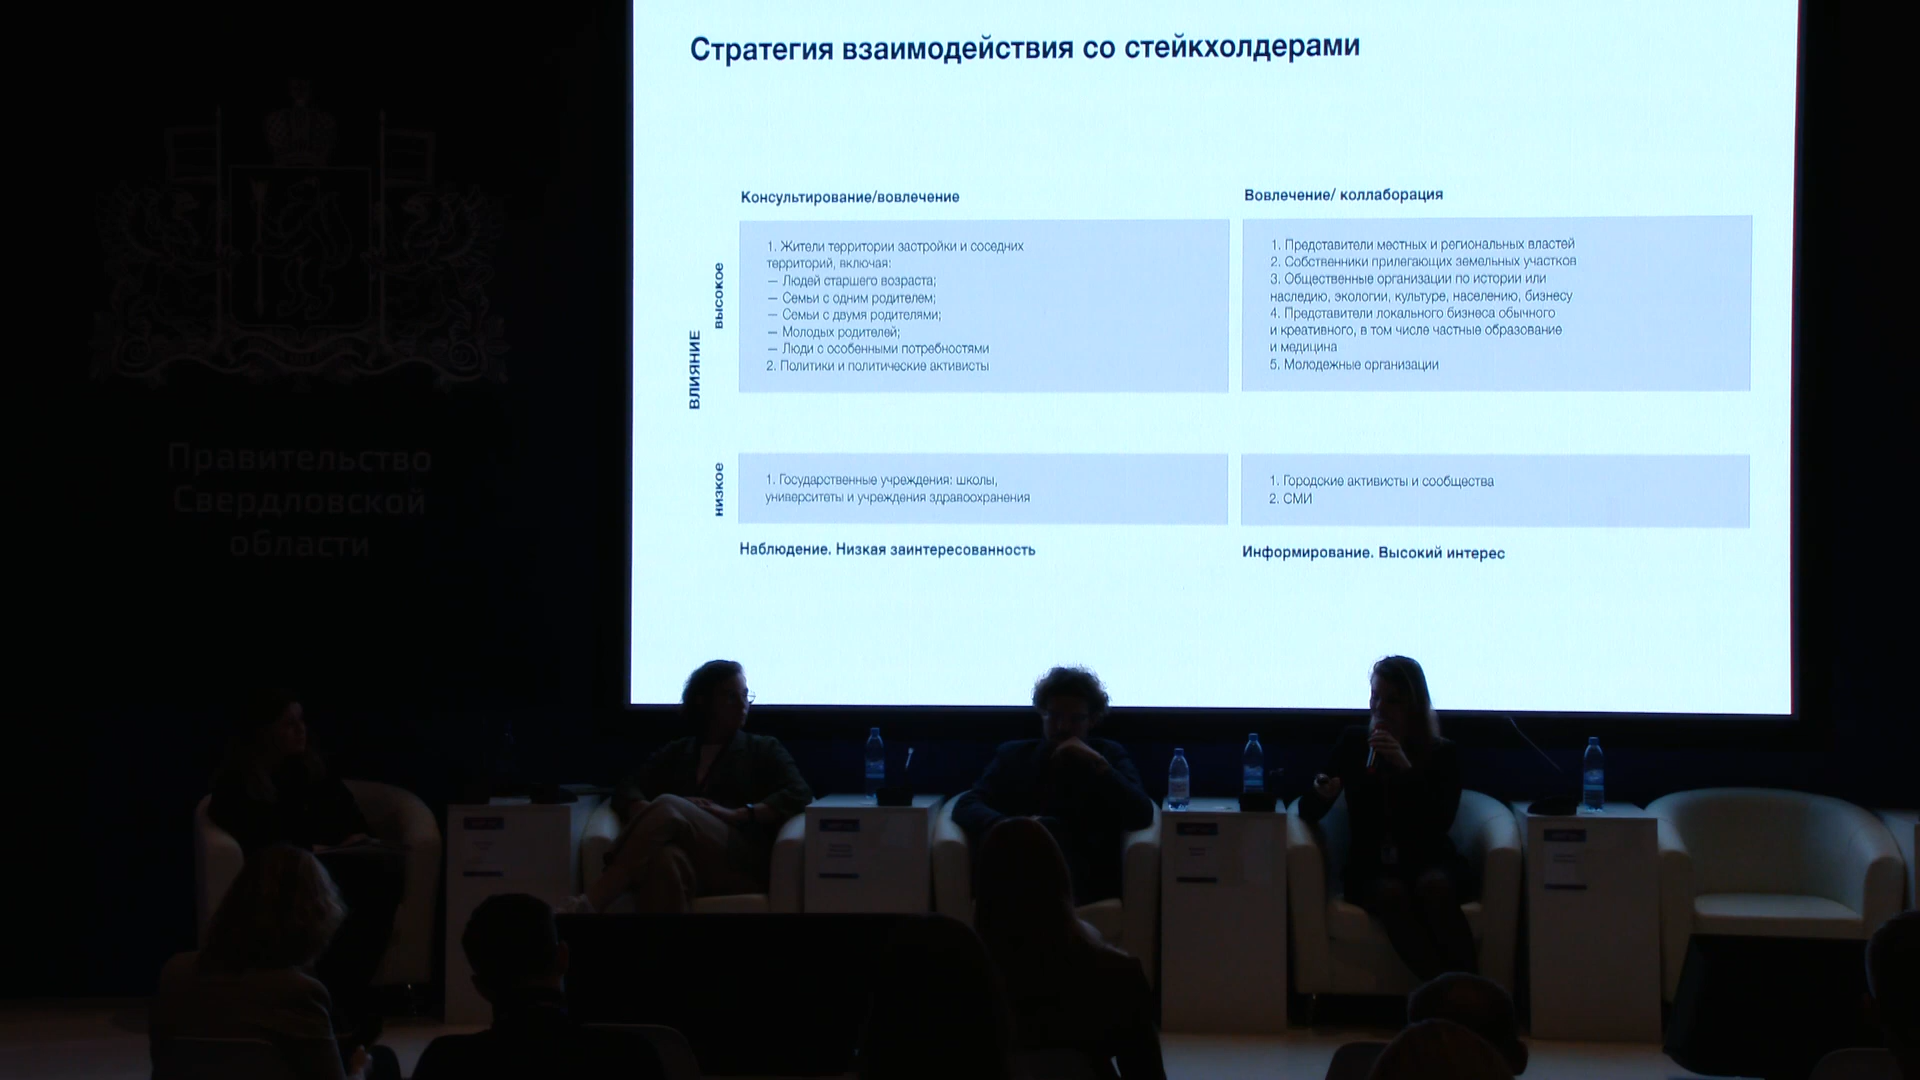 Стратегия взаимодействия со стейкхолдерами
Консультирование/вовлечение
1. Жители территории застройки и соседних
территорий, включая:
— Людей старшего возраста;
— Семьи с одним родителем;
— Семьи с двумя родителями;
— Молодых родителей;
— Люди с особенными потребностями
2. Политики и политические активисты
Вовлечение/ коллаборация
1. Представители местных и региональных властей
2. Собственники прилегающих земельных участков
3. Общественные организации по истории или
наследию, экологии, культуре, населению, бизнесу
4. Представители локального бизнеса обычного
и креативного, в том числе частные образование
и медицина
5. Молодежные организации
ВЛИЯНИЕ
высокое
низкое
1. Государственные учреждения: школы,
университеты и учреждения здравоохранения
1. Городские активисты и сообщества
2. СМИ
Наблюдение. Низкая заинтересованность
Информирование. Высокий интерес
Правительство
Свердловской
области